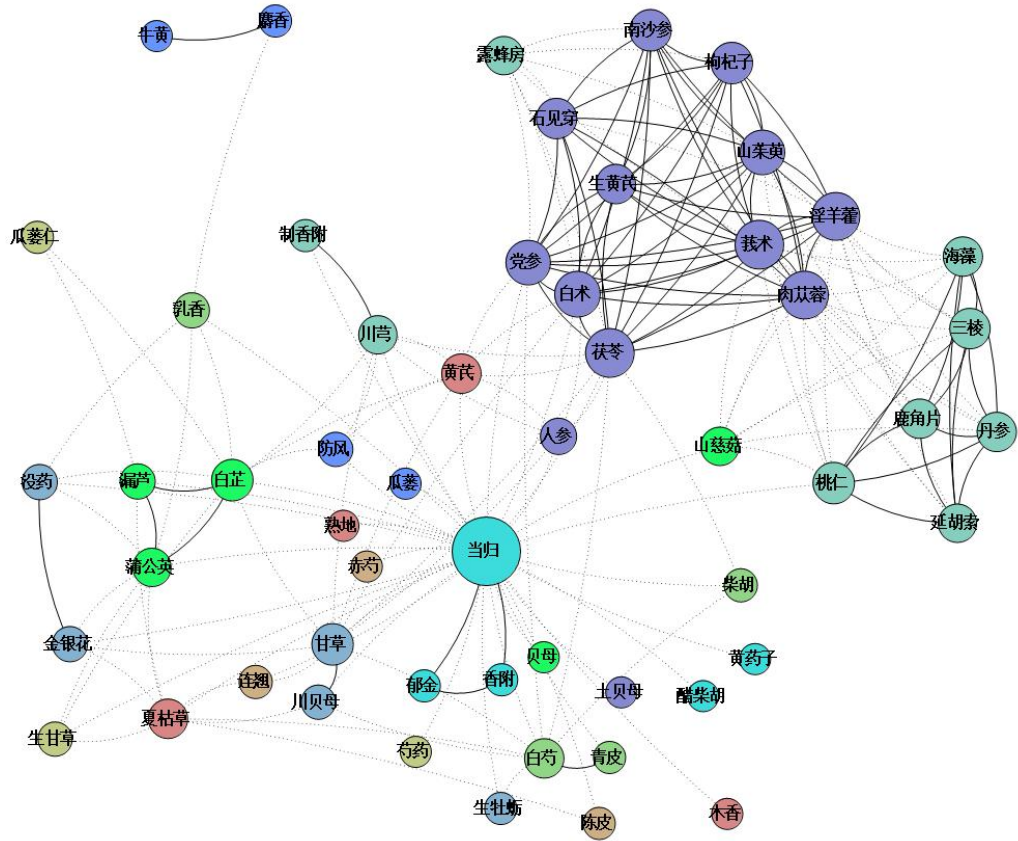 麝香
牛黄
南沙参
露蜂房
枸杞子
石见穿
山茱萸
生黄芪
淫羊藿
瓜蒌仁
制香附
莪术
海藻
党参
白术
肉苁蓉
乳香
三棱
川芎
茯苓
黄芪
鹿角片
丹参
人参
山慈菇
防风
没药
漏芦
白芷
瓜蒌
桃仁
熟地
延胡索
当归
蒲公英
赤芍
柴胡
金银花
甘草
贝母
黄药子
连翘
郁金
香附
土贝母
醋柴胡
川贝母
夏枯草
生甘草
芍药
白芍
青皮
生牡蛎
陈皮
木香